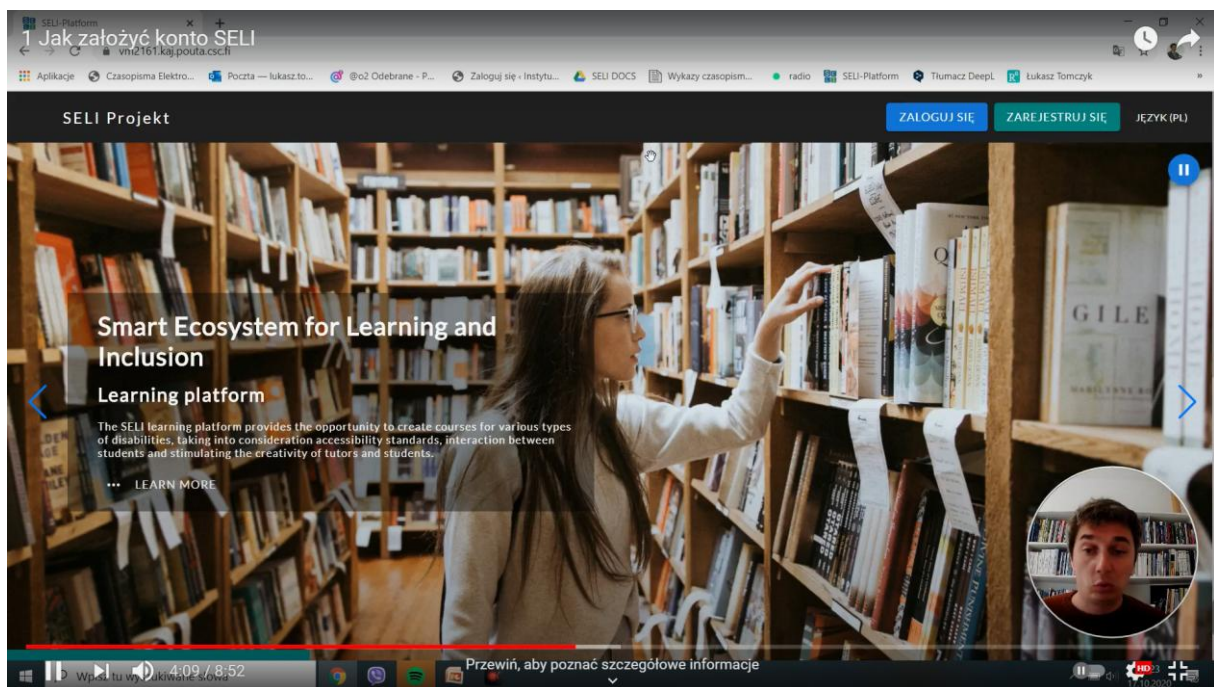 SELI-Platform
1 Jak założyć konto SELI
vm2161.kaj.pouta.csc.fi
Aplikacje
Czasopisma Elektro...
Poczta — lukasz.to...
@o2 Odebrane - P...
Zaloguj się ‹ Instytu...
SELI DOCS
Wykazy czasopism...
radio
SELI-Platform
Tłumacz DeepL
Łukasz Tomczyk
SELI Projekt
ZALOGUJ SIĘ
ZAREJESTRUJ SIĘ
JĘZYK (PL)
Smart Ecosystem for Learning and
Inclusion
Learning platform
The SELI learning platform provides the opportunity to create courses for various types
of disabilities, taking into consideration accessibility standards, interaction between
students and stimulating the creativity of tutors and students.
LEARN MORE
GILE
4:09 / 8:52
Przewiń, aby poznać szczegółowe informacje
HD
17.10.2020